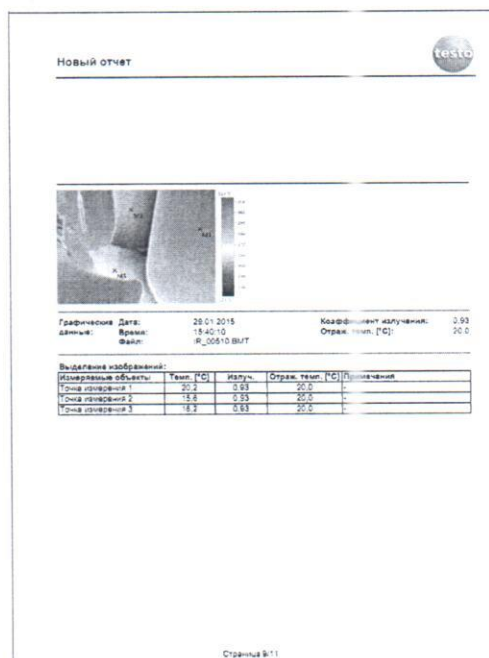 Новый отчет
testo
Графические данные:
Дата: 29.01.2015
Время: 15:40:10
Файл: IR_00510.BMT
Коэффициент излучения: 0.93
Отраж. темп. [°C]: 20.0
Выделение изображений:
Измеряемые объекты Темп. [°C] Излуч. Отраж. темп. [°C] Примечания
Точка измерения 1 20,2 0,93 20,0 -
Точка измерения 2 15,6 0,93 20,0 -
Точка измерения 3 16,2 0,93 20,0 -
Страница 9/11